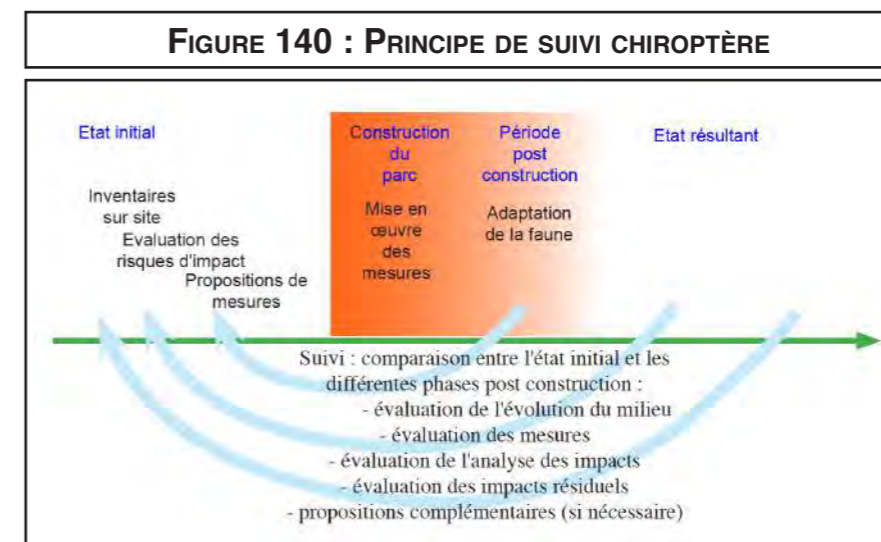 FIGURE 140 : PRINCIPE DE SUIVI CHIROPTÈRE
Etat initial
Inventaires
sur site
Evaluation des
risques d'impact
Propositions de
mesures
Construction
du
parc
Mise en
œuvre
des
mesures
Période
post
construction
Adaptation
de la faune
Etat résultant
Suivi : comparaison entre l'état initial et les
différentes phases post construction :
- évaluation de l'évolution du milieu
- évaluation des mesures
- évaluation de l'analyse des impacts
- évaluation des impacts résiduels
- propositions complémentaires (si nécessaire)